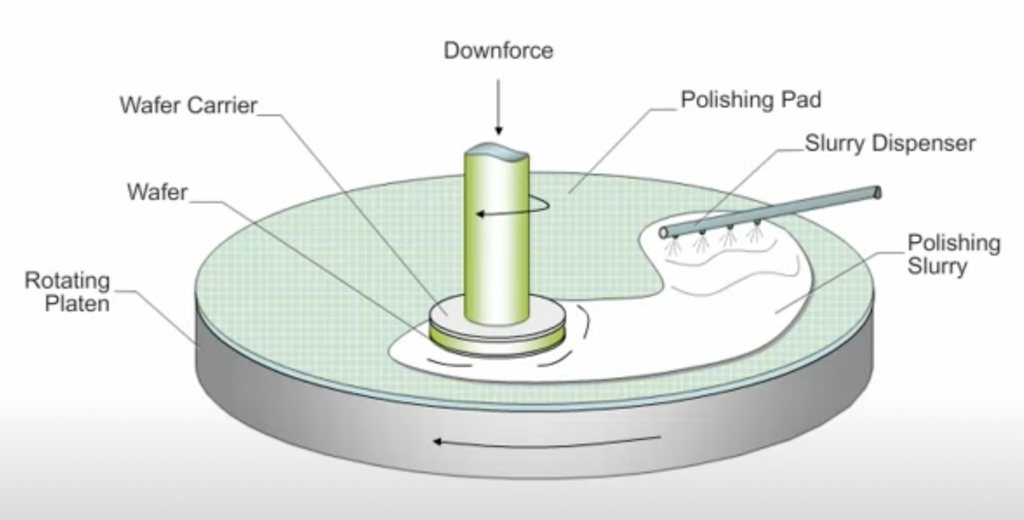 Downforce
Wafer Carrier
Polishing Pad
Slurry Dispenser
Wafer
Polishing
Slurry
Rotating
Platen